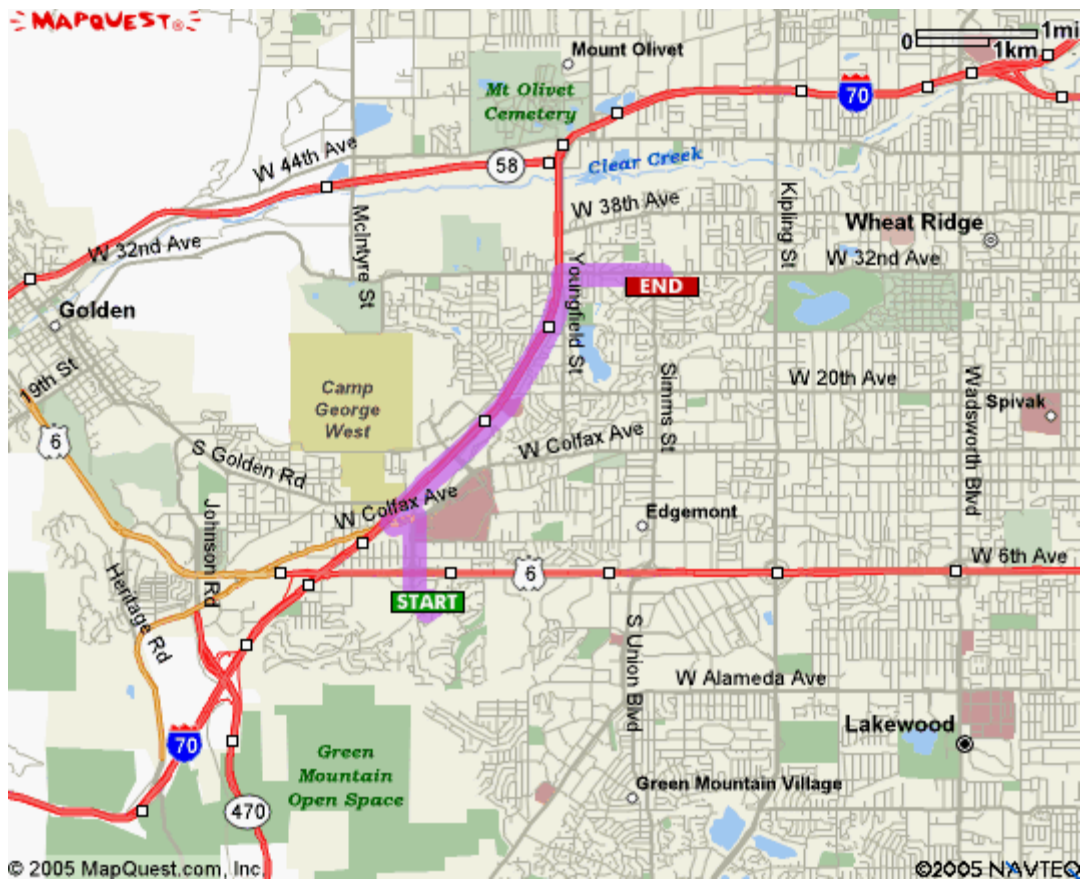 MAPQUEST®
0
1mi
1km
Mount Olivet
Mt Olivet
Cemetery
70
W 44th Ave
58
Clear Creek
W 38th Ave
Kipling St
Wheat Ridge
McIntyre St
W 32nd Ave
W 32nd Ave
Youngfield St
END
Golden
19th St
6
Camp
George
West
Simms St
W 20th Ave
Wadsworth Blvd
Spivak
W Colfax Ave
S Golden Rd
W Colfax Ave
Johnson Rd
Edgemont
Heritage Rd
6
W 6th Ave
START
S Union Blvd
W Alameda Ave
Lakewood
70
Green
Mountain
Open Space
Green Mountain Village
470
© 2005 MapQuest.com, Inc.
©2005 NAVTEQ